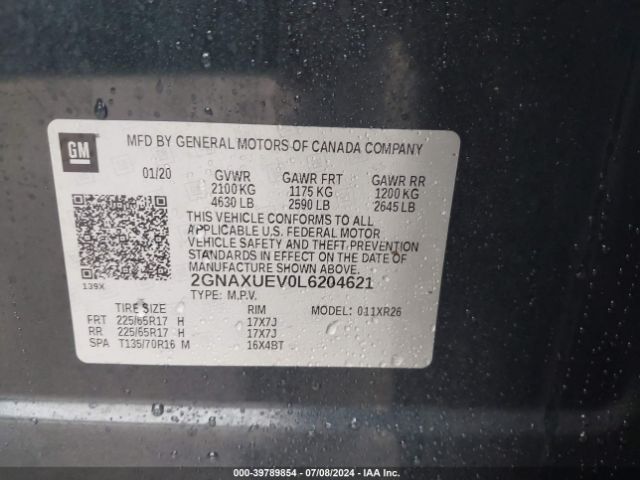 GM
MFD BY GENERAL MOTORS OF CANADA COMPANY
01/20 GVWR GAWR FRT GAWR RR
2100 KG 1175 KG 1200 KG
4630 LB 2590 LB 2645 LB
THIS VEHICLE CONFORMS TO ALL
APPLICABLE U.S. FEDERAL MOTOR
VEHICLE SAFETY AND THEFT PREVENTION
STANDARDS IN EFFECT ON THE DATE OF
MANUFACTURE SHOWN ABOVE.
139X
2GNAXUEV0L6204621
TYPE: M.P.V.
TIRE SIZE RIM MODEL: 011XR26
FRT 225/65R17 H 17X7J
RR 225/65R17 H 17X7J
SPA T135/70R16 M 16X4BT
000-39789854 - 07/08/2024 - IAA Inc.